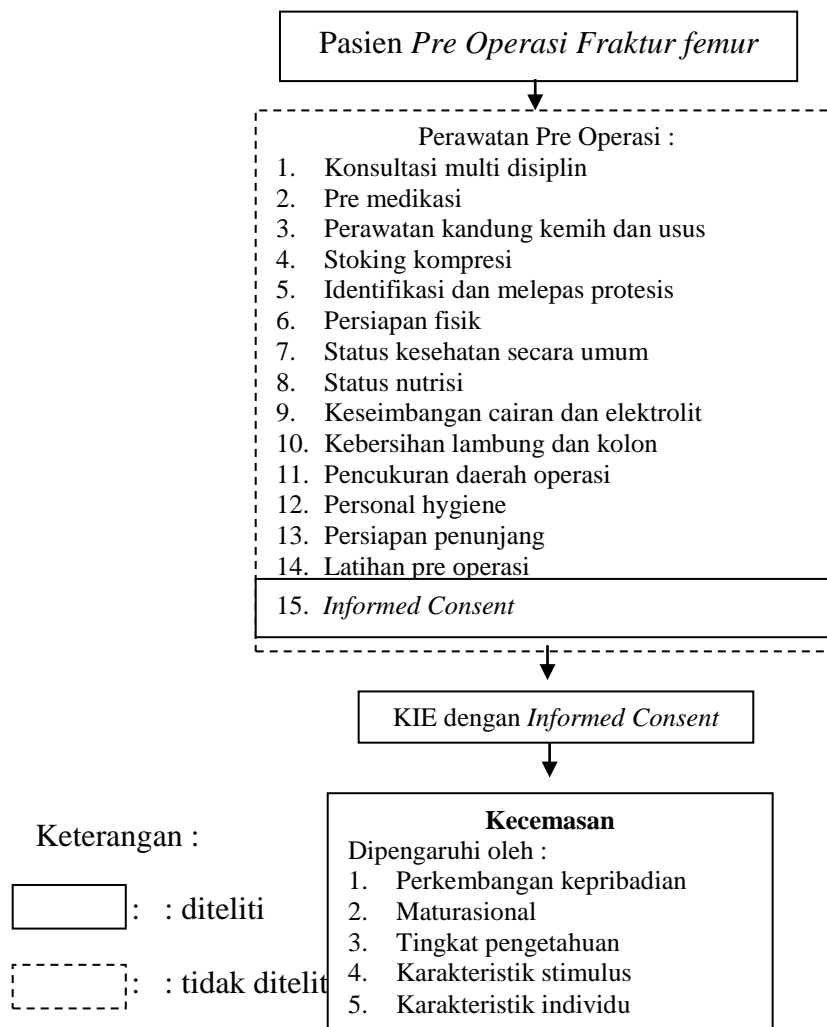 Pasien Pre Operasi Fraktur femur
Perawatan Pre Operasi :
1. Konsultasi multi disiplin
2. Pre medikasi
3. Perawatan kandung kemih dan usus
4. Stoking kompresi
5. Identifikasi dan melepas protesis
6. Persiapan fisik
7. Status kesehatan secara umum
8. Status nutrisi
9. Keseimbangan cairan dan elektrolit
10. Kebersihan lambung dan kolon
11. Pencukuran daerah operasi
12. Personal hygiene
13. Persiapan penunjang
14. Latihan pre operasi
15. Informed Consent
KIE dengan Informed Consent
Kecemasan
Dipengaruhi oleh :
1. Perkembangan kepribadian
2. Maturasional
3. Tingkat pengetahuan
4. Karakteristik stimulus
5. Karakteristik individu
Keterangan :
: : diteliti
: : tidak ditelit